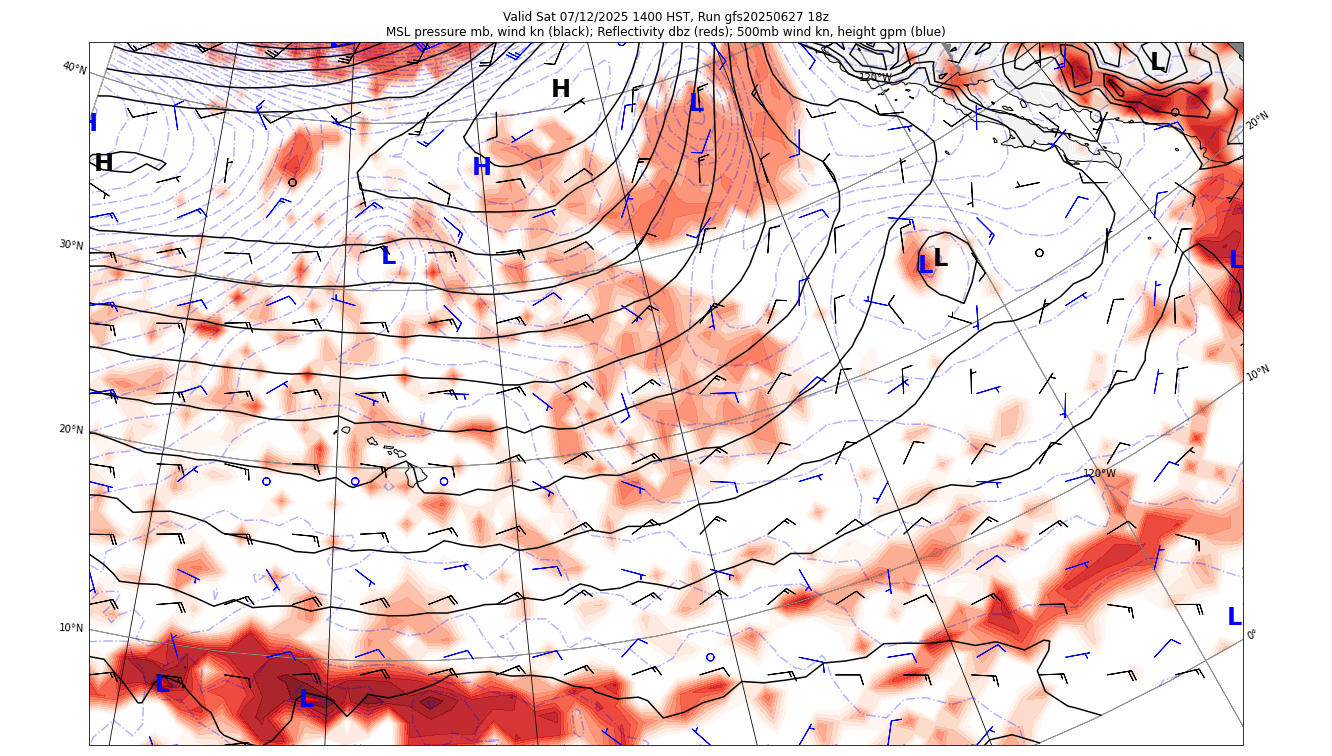 Valid Sat 07/12/2025 1400 HST, Run gfs20250627 18z
MSL pressure mb, wind kn (black); Reflectivity dbz (reds); 500mb wind kn, height gpm (blue)
40°N
120°W
L
H
L
20°N
H
H
H
30°N
L
L
L
L
10°N
20°N
120°W
10°N
L
0°
L
L